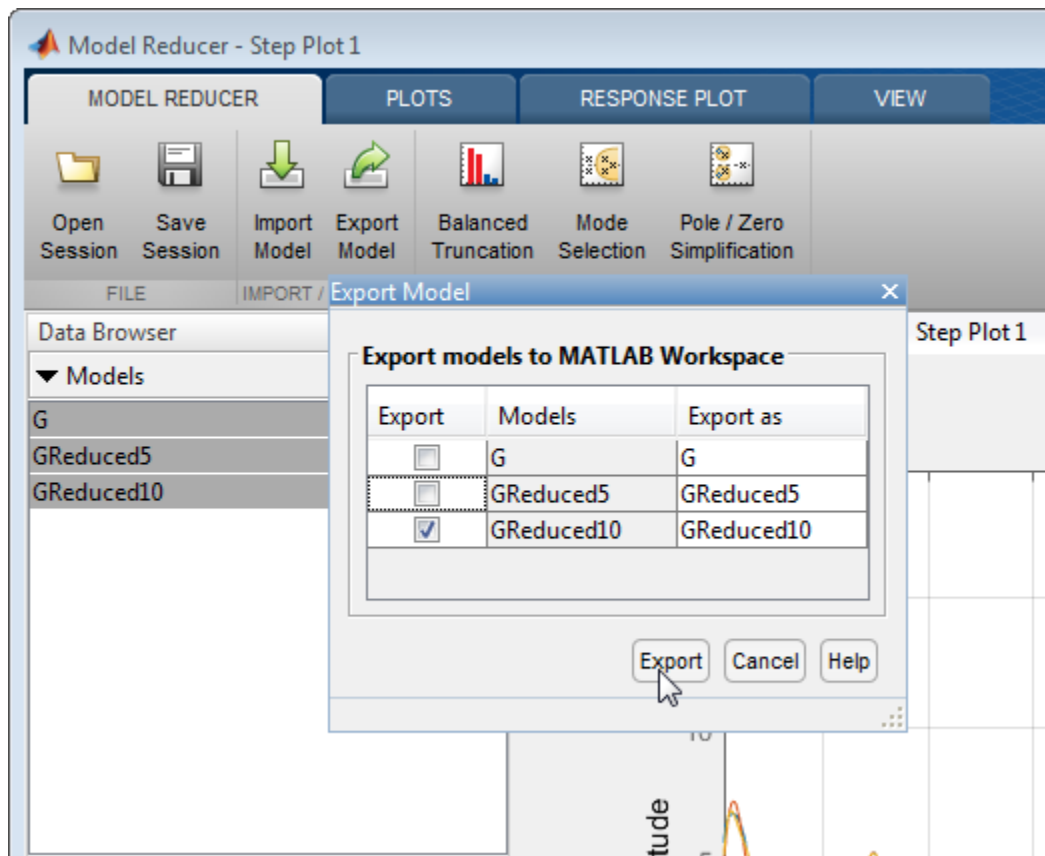 Model Reducer - Step Plot 1
MODEL REDUCER PLOTS RESPONSE PLOT VIEW
Open Save Import Export Balanced Mode Pole / Zero
Session Session Model Model Truncation Selection Simplification
FILE IMPORT / Export Model
Data Browser Step Plot 1
Export models to MATLAB Workspace
Models
Export Models Export as
G G G
GReduced5 GReduced5 GReduced5
GReduced10 GReduced10 GReduced10
Export Cancel Help